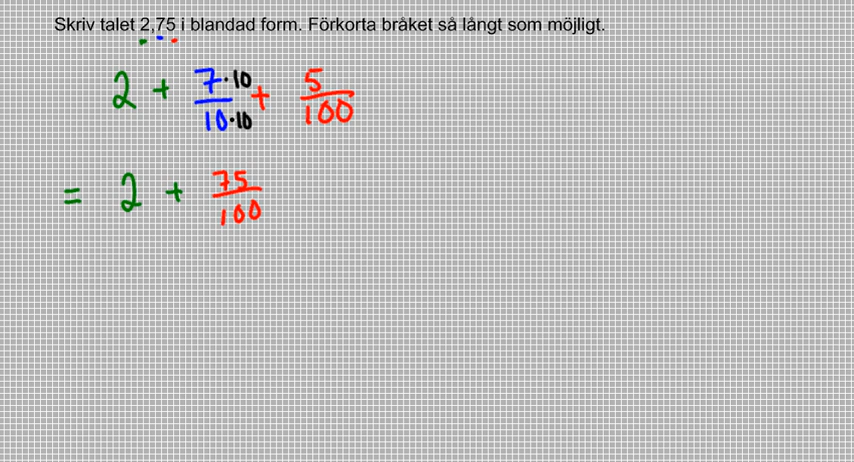 Skriv talet 2,75 i blandad form. Förkorta bråket så långt som möjligt.
2 + 7·10/10·10 + 5/100
= 2 + 75/100